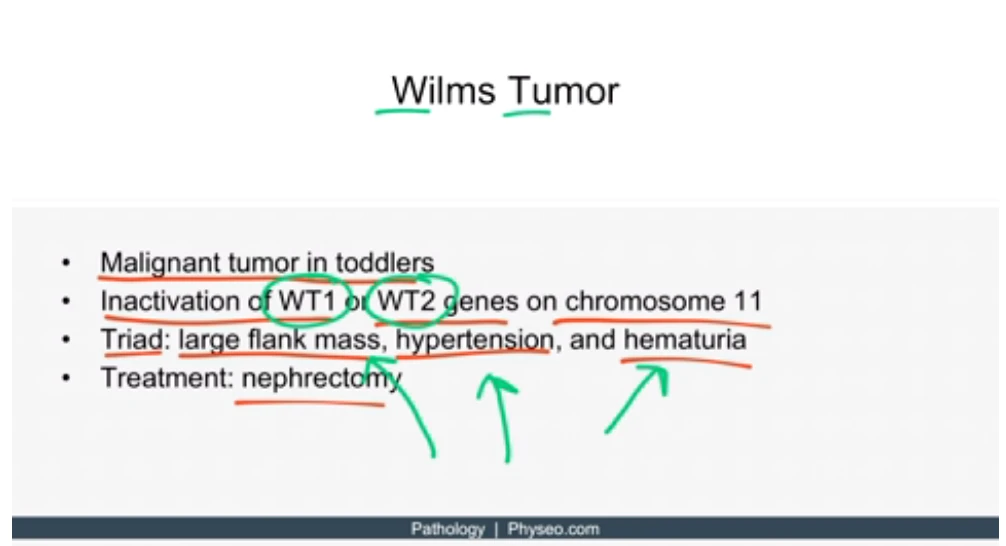 Wilms Tumor
• Malignant tumor in toddlers
• Inactivation of WT1 or WT2 genes on chromosome 11
• Triad: large flank mass, hypertension, and hematuria
• Treatment: nephrectomy
Pathology | Physeo.com